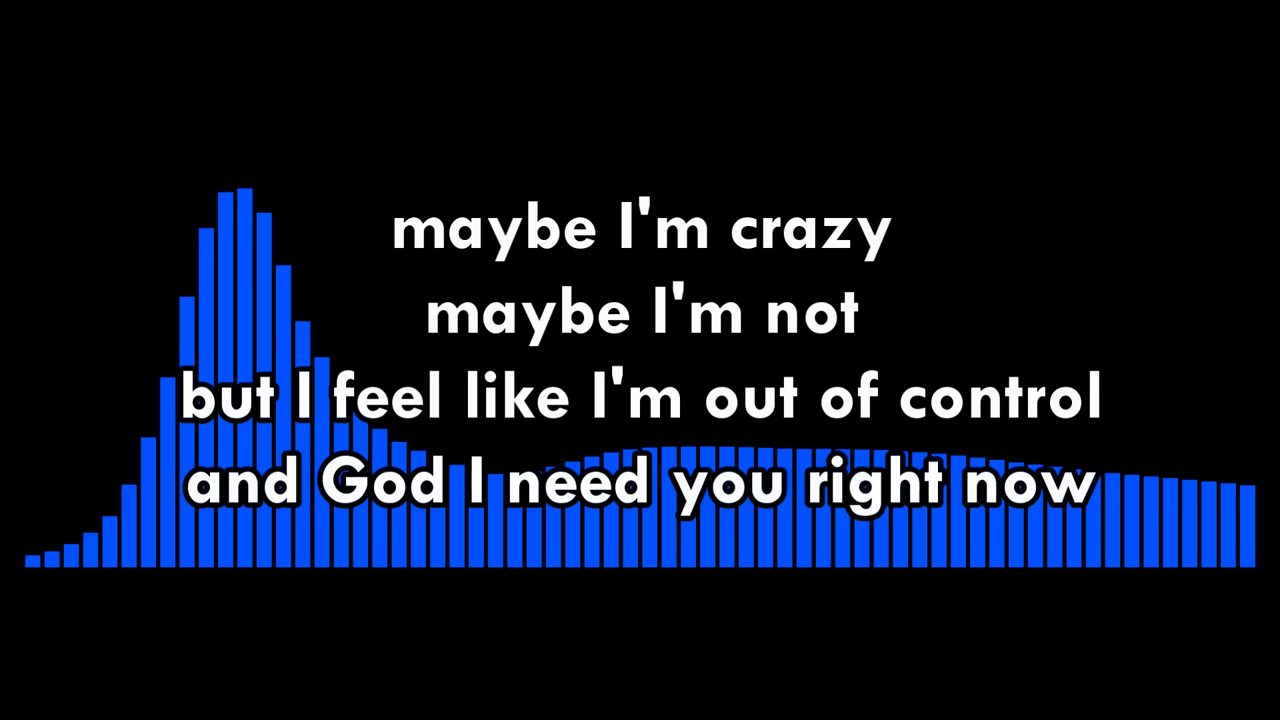 maybe I'm crazy
maybe I'm not
but I feel like I'm out of control
and God I need you right now